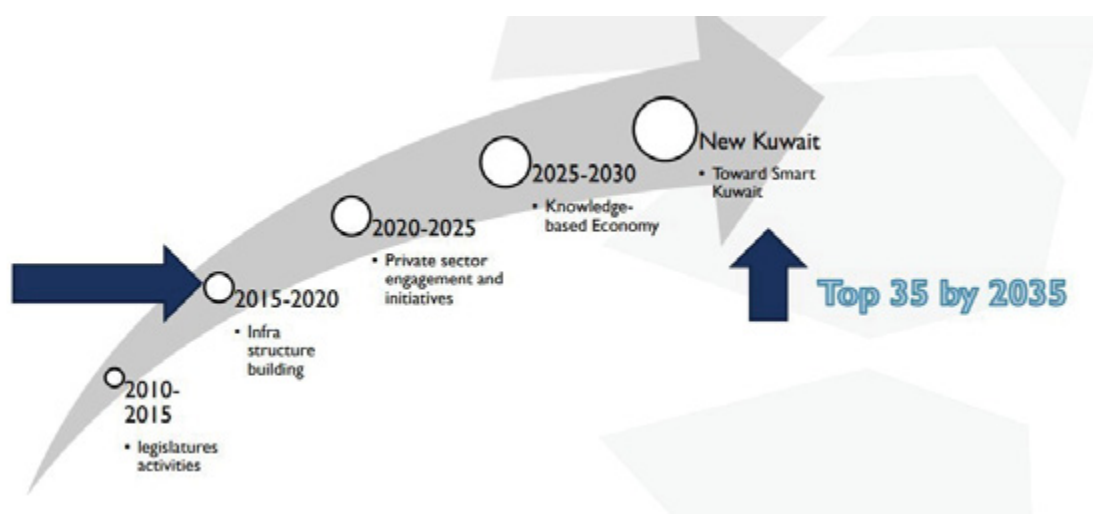 New Kuwait
• Toward Smart
Kuwait
2025-2030
• Knowledge-
based Economy
2020-2025
• Private sector
engagement and
initiatives
2015-2020
• Infra
structure
building
2010-
2015
• legislatures
activities
Top 35 by 2035